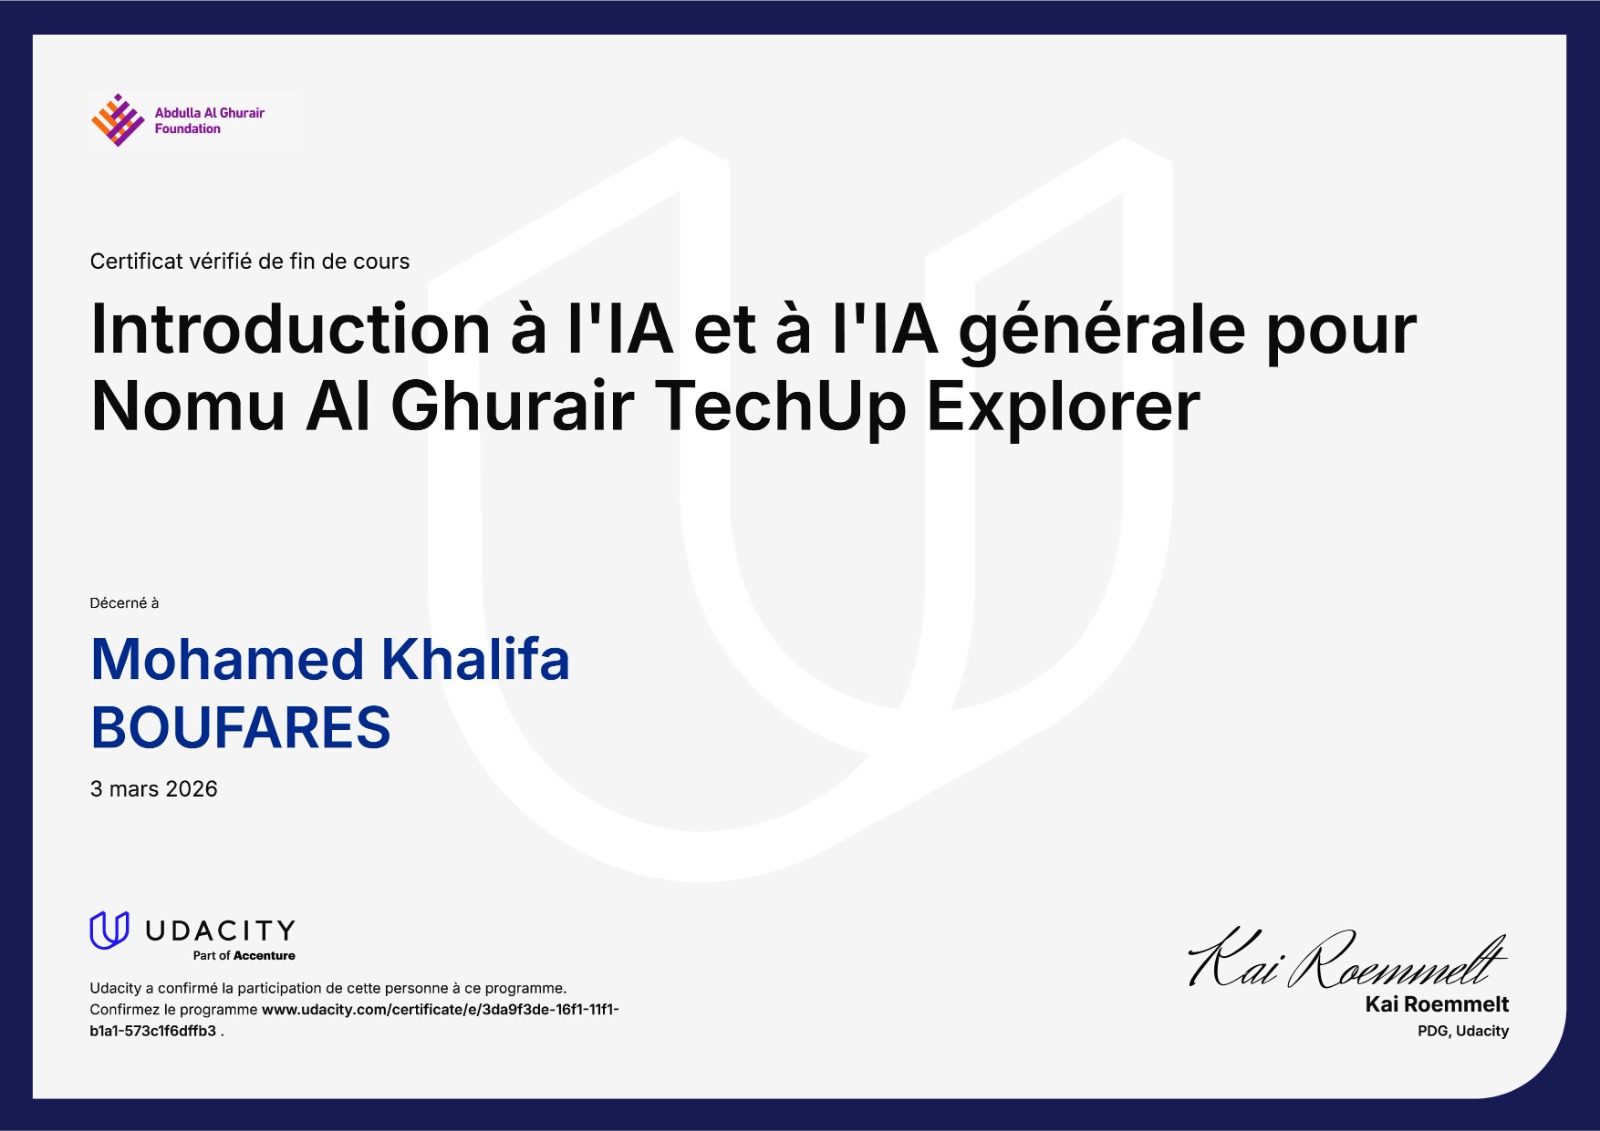 Abdulla Al Ghurair
Foundation
Certificat vérifié de fin de cours
Introduction à l'IA et à l'IA générale pour
Nomu Al Ghurair TechUp Explorer
Décerné à
Mohamed Khalifa
BOUFARES
3 mars 2026
UDACITY
Part of Accenture
Udacity a confirmé la participation de cette personne à ce programme.
Confirmez le programme www.udacity.com/certificate/e/3da9f3de-16f1-11f1-
b1a1-573c1f6dffb3 .
Kai Roemmelt
Kai Roemmelt
PDG, Udacity